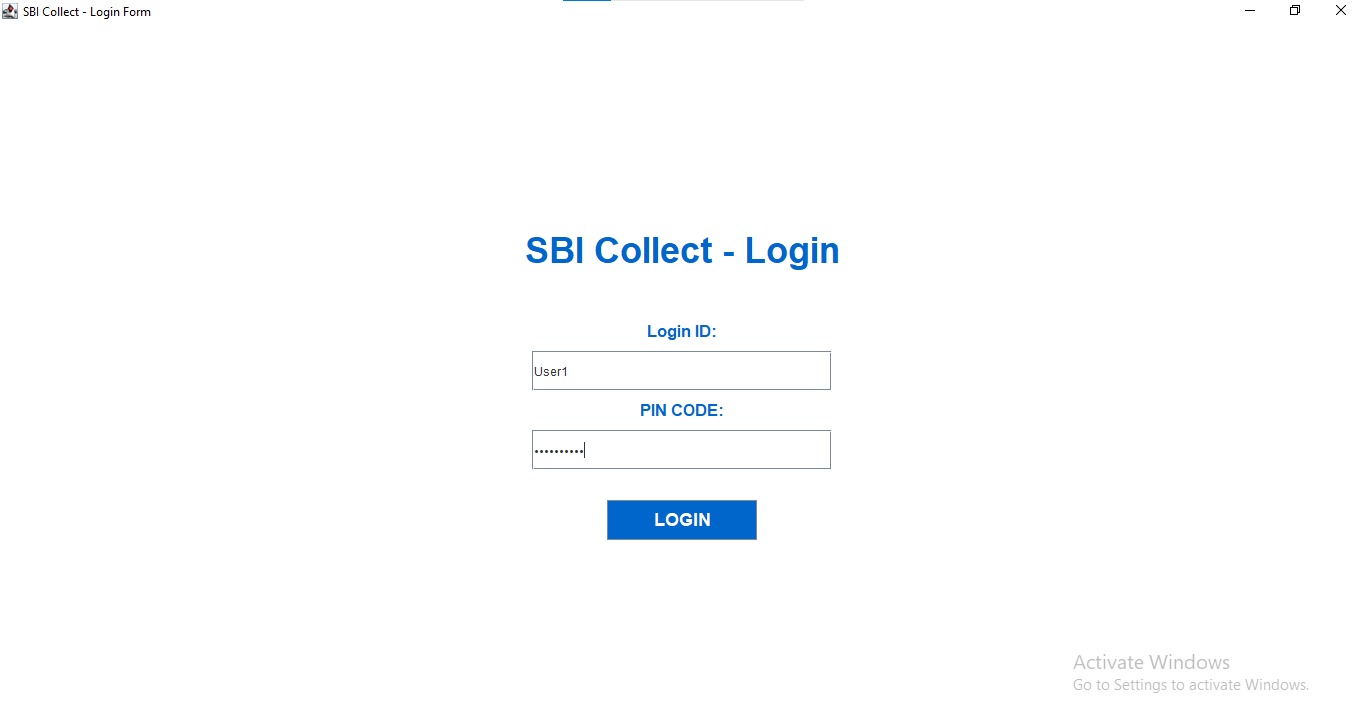 SBI Collect - Login Form
SBI Collect - Login
Login ID:
User1
PIN CODE:
••••••••••
LOGIN
Activate Windows
Go to Settings to activate Windows.